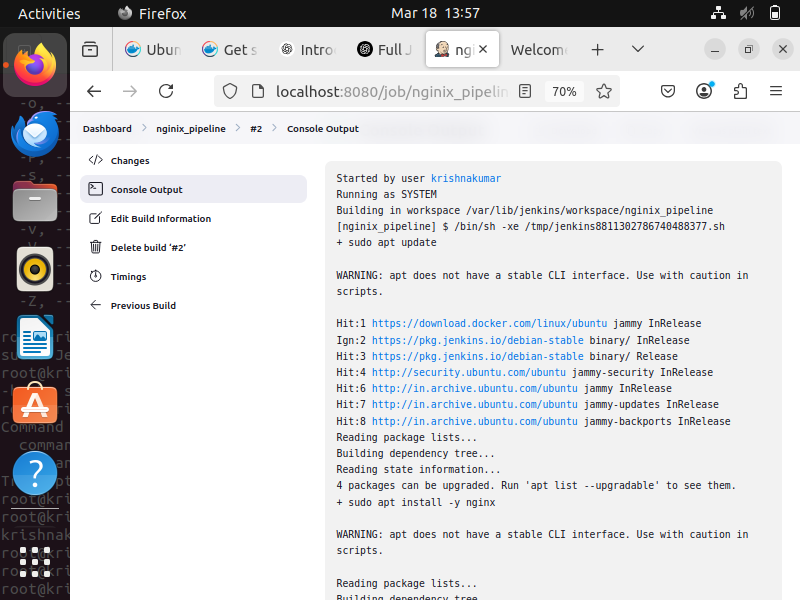 Activities
Firefox
Mar 18 13:57
Ubun
Get s
Intro
Full J
ngi
Welcome
localhost:8080/job/nginix_pipelin
70%
Dashboard
nginix_pipeline
#2
Console Output
Changes
Console Output
Edit Build Information
Delete build ‘#2’
Timings
Previous Build
Started by user krishnakumar
Running as SYSTEM
Building in workspace /var/lib/jenkins/workspace/nginix_pipeline
[nginix_pipeline] $ /bin/sh -xe /tmp/jenkins8811302786740488377.sh
+ sudo apt update
WARNING: apt does not have a stable CLI interface. Use with caution in
scripts.
Hit:1 https://download.docker.com/linux/ubuntu jammy InRelease
Ign:2 https://pkg.jenkins.io/debian-stable binary/ InRelease
Hit:3 https://pkg.jenkins.io/debian-stable binary/ Release
Hit:4 http://security.ubuntu.com/ubuntu jammy-security InRelease
Hit:6 http://in.archive.ubuntu.com/ubuntu jammy InRelease
Hit:7 http://in.archive.ubuntu.com/ubuntu jammy-updates InRelease
Hit:8 http://in.archive.ubuntu.com/ubuntu jammy-backports InRelease
Reading package lists...
Building dependency tree...
Reading state information...
4 packages can be upgraded. Run 'apt list --upgradable' to see them.
+ sudo apt install -y nginx
WARNING: apt does not have a stable CLI interface. Use with caution in
scripts.
Reading package lists...
Building dependency tree